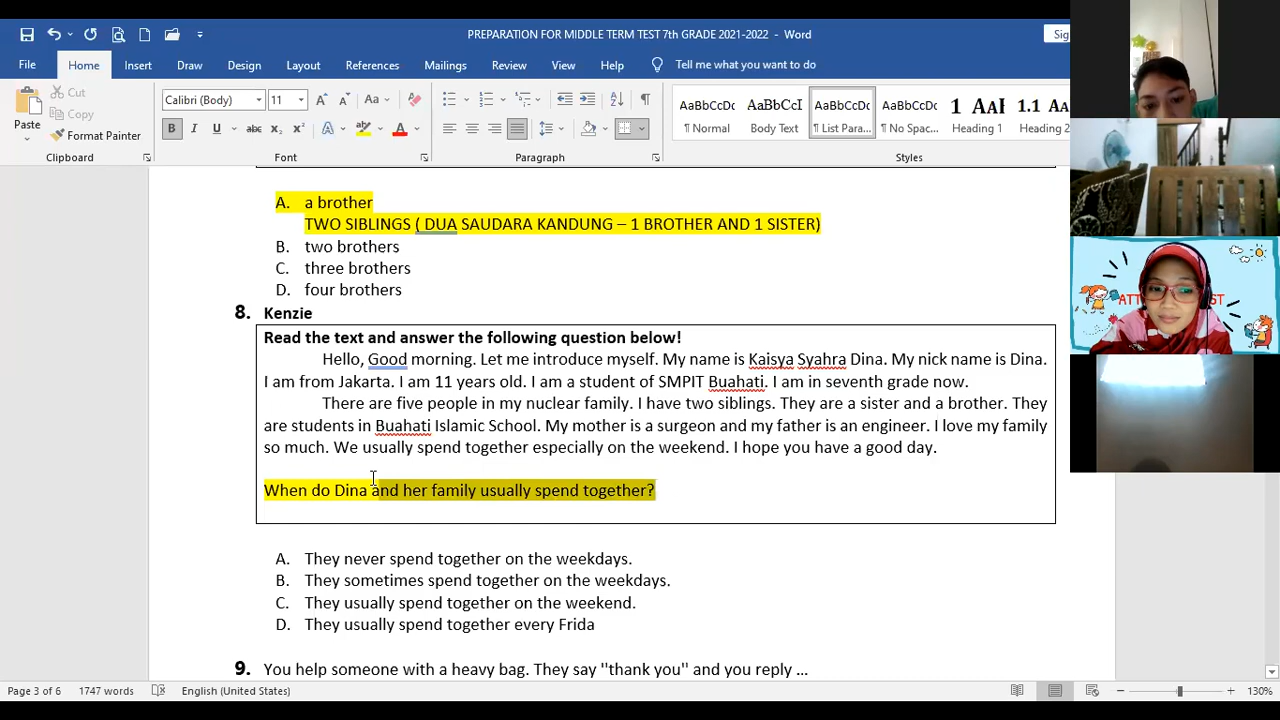 PREPARATION FOR MIDDLE TERM TEST 7th GRADE 2021-2022 - Word
Sig
File Home Insert Draw Design Layout References Mailings Review View Help Tell me what you want to do
Paste
Cut
Copy
Format Painter
Calibri (Body) 11
AaBbCcDc AaBbCcI AaBbCcDc AaBbCcDc 1 AaI 1.1 AaBb
¶ Normal Body Text ¶ List Para... ¶ No Spac... Heading 1 Heading 2
Clipboard Font Paragraph Styles
A. a brother
TWO SIBLINGS ( DUA SAUDARA KANDUNG – 1 BROTHER AND 1 SISTER)
B. two brothers
C. three brothers
D. four brothers
8. Kenzie
Read the text and answer the following question below!
Hello, Good morning. Let me introduce myself. My name is Kaisya Syahra Dina. My nick name is Dina.
I am from Jakarta. I am 11 years old. I am a student of SMPIT Buahati. I am in seventh grade now.
There are five people in my nuclear family. I have two siblings. They are a sister and a brother. They
are students in Buahati Islamic School. My mother is a surgeon and my father is an engineer. I love my family
so much. We usually spend together especially on the weekend. I hope you have a good day.
When do Dina and her family usually spend together?
A. They never spend together on the weekdays.
B. They sometimes spend together on the weekdays.
C. They usually spend together on the weekend.
D. They usually spend together every Frida
9. You help someone with a heavy bag. They say "thank you" and you reply ...
Page 3 of 6 1747 words English (United States) 130%